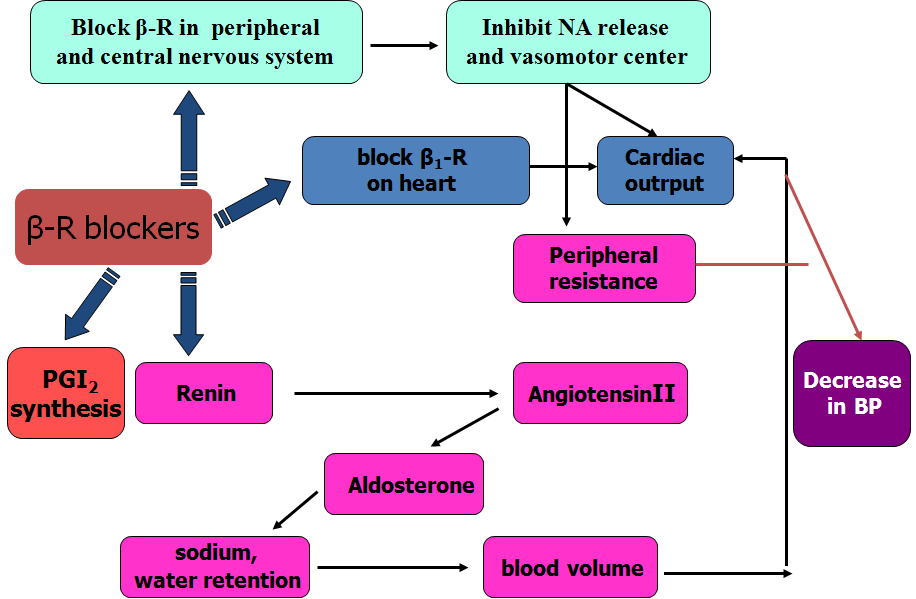 Block β-R in peripheral
and central nervous system
Inhibit NA release
and vasomotor center
block β₁-R
on heart
Cardiac
outrput
β-R blockers
Peripheral
resistance
PGI₂
synthesis
Renin
AngiotensinII
Decrease
in BP
Aldosterone
sodium,
water retention
blood volume